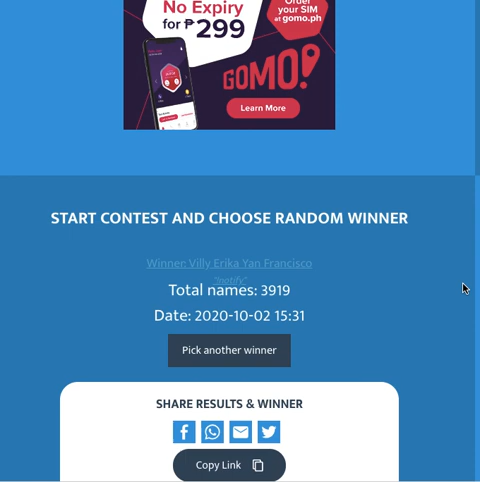 No Expiry
for ₱299
Order
your SIM
at gomo.ph
GOMO!
Learn More
START CONTEST AND CHOOSE RANDOM WINNER
Winner: Villy Erika Yan Francisco
"inotify"
Total names: 3919
Date: 2020-10-02 15:31
Pick another winner
SHARE RESULTS & WINNER
Copy Link